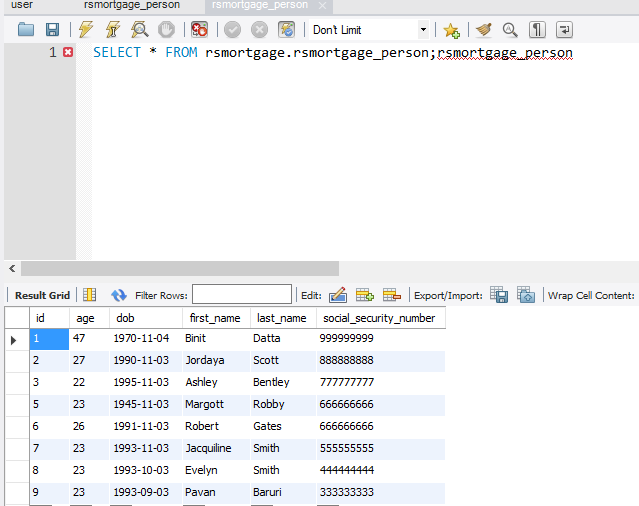 user rsmortgage_person rsmortgage_person
Don't Limit
1 SELECT * FROM rsmortgage.rsmortgage_person;rsmortgage_person
Result Grid Filter Rows: Edit: Export/Import: Wrap Cell Content:
id age dob first_name last_name social_security_number
1 47 1970-11-04 Binit Datta 999999999
2 27 1990-11-03 Jordaya Scott 888888888
3 22 1995-11-03 Ashley Bentley 777777777
5 23 1945-11-03 Margott Robby 666666666
6 26 1991-11-03 Robert Gates 666666666
7 23 1993-11-03 Jacquiline Smith 555555555
8 23 1993-10-03 Evelyn Smith 444444444
9 23 1993-09-03 Pavan Baruri 333333333